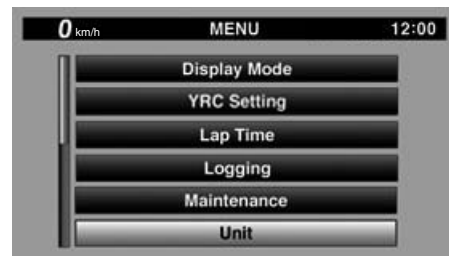 0 km/h MENU 12:00
Display Mode
YRC Setting
Lap Time
Logging
Maintenance
Unit